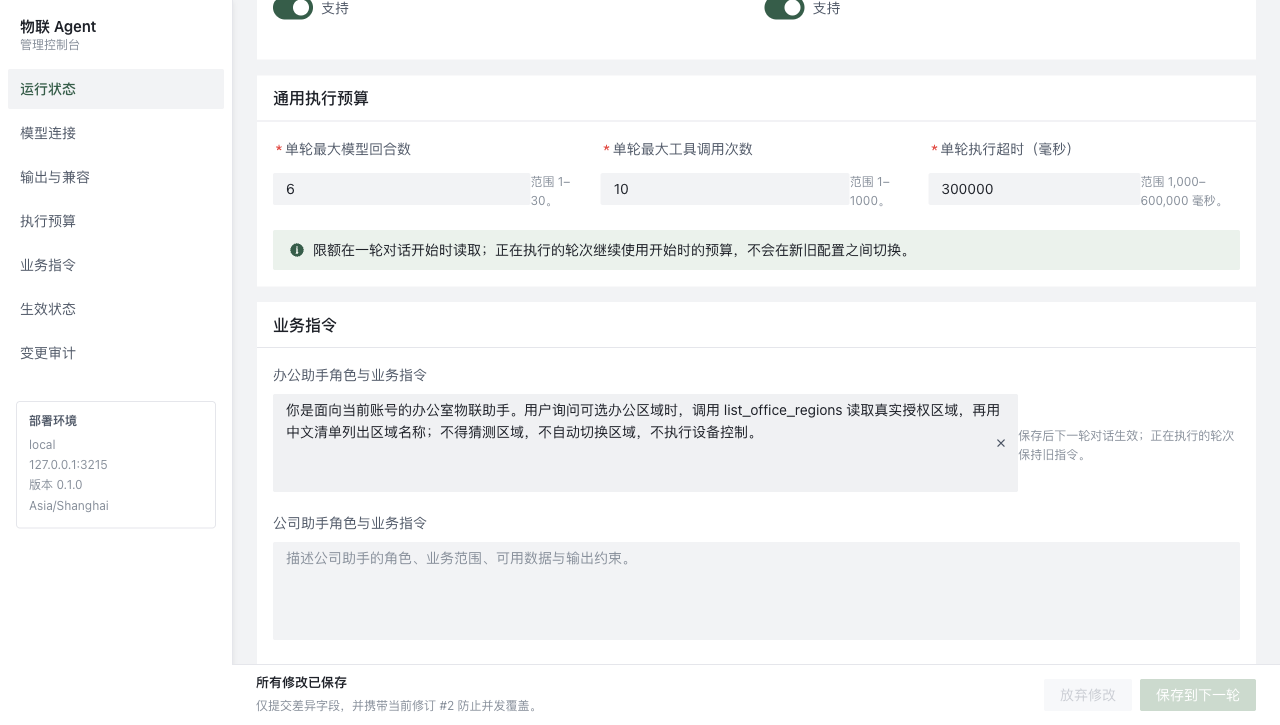 物联 Agent
管理控制台
运行状态
模型连接
输出与兼容
执行预算
业务指令
生效状态
变更审计
部署环境
local
127.0.0.1:3215
版本 0.1.0
Asia/Shanghai
支持
支持
通用执行预算
* 单轮最大模型回合数
6
范围 1–
30。
* 单轮最大工具调用次数
10
范围 1–
1000。
* 单轮执行超时（毫秒）
300000
范围 1,000–
600,000 毫秒。
限额在一轮对话开始时读取；正在执行的轮次继续使用开始时的预算，不会在新旧配置之间切换。
业务指令
办公助手角色与业务指令
你是面向当前账号的办公室物联助手。用户询问可选办公区域时，调用 list_office_regions 读取真实授权区域，再用
中文清单列出区域名称；不得猜测区域，不自动切换区域，不执行设备控制。
保存后下一轮对话生效；正在执行的轮次
保持旧指令。
公司助手角色与业务指令
描述公司助手的角色、业务范围、可用数据与输出约束。
所有修改已保存
仅提交差异字段，并携带当前修订 #2 防止并发覆盖。
放弃修改
保存到下一轮